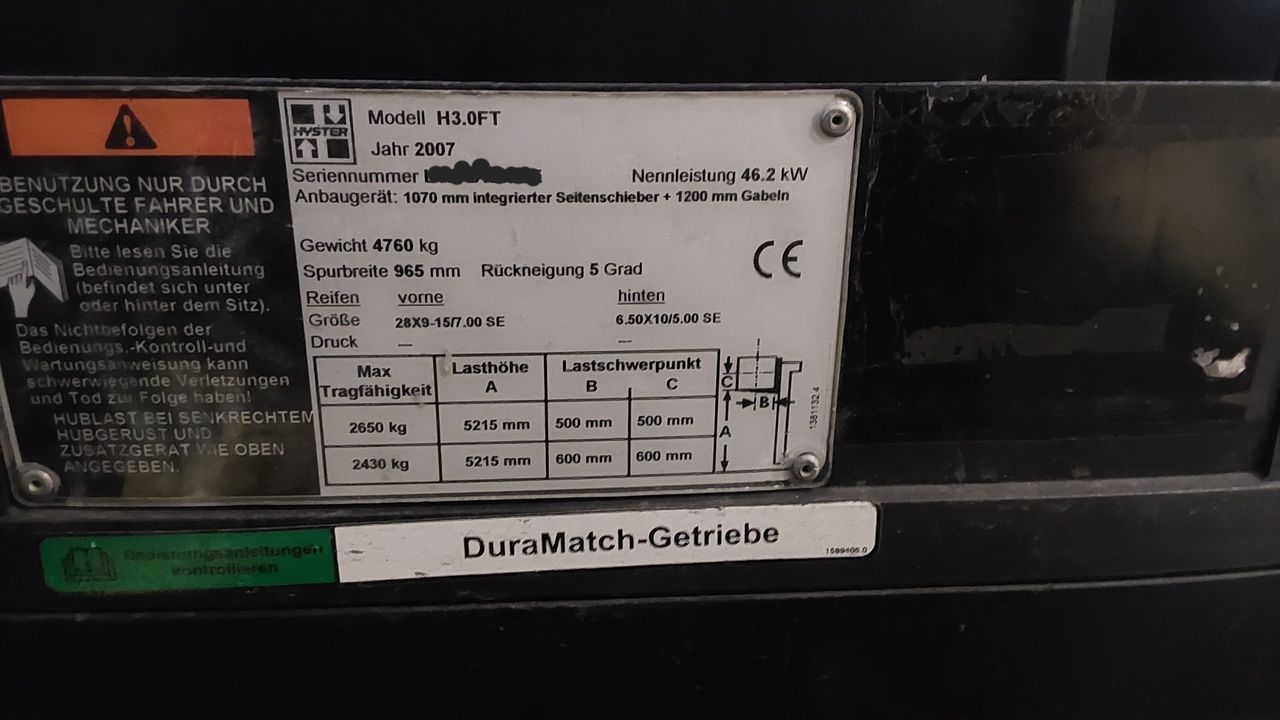 BENUTZUNG NUR DURCH
GESCHULTE FAHRER UND
MECHANIKER
Bitte lesen Sie die
Bedienungsanleitung
(befindet sich unter
oder hinter dem Sitz).
Das Nichtbefolgen der
Bedienungs.-Kontroll-und
Wartungsanweisung kann
schwerwiegende Verletzungen
und Tod zur Folge haben!
HUBLAST BEI SENKRECHTEM
HUBGERUST UND
ZUSATZGERAT WIE OBEN
ANGEGEBEN.
HYSTER
Modell H3.0FT
Jahr 2007
Seriennummer
Nennleistung 46.2 kW
Anbaugerät: 1070 mm integrierter Seitenschieber + 1200 mm Gabeln
Gewicht 4760 kg
CE
Spurbreite 965 mm Rückneigung 5 Grad
Reifen vorne hinten
Größe 28X9-15/7.00 SE 6.50X10/5.00 SE
Druck — —
Max Tragfähigkeit Lasthöhe A Lastschwerpunkt B C
2650 kg 5215 mm 500 mm 500 mm
2430 kg 5215 mm 600 mm 600 mm
C
B
A
1381132.4
Bedienungsanleitungen
kontrollieren
DuraMatch-Getriebe
1589406.0